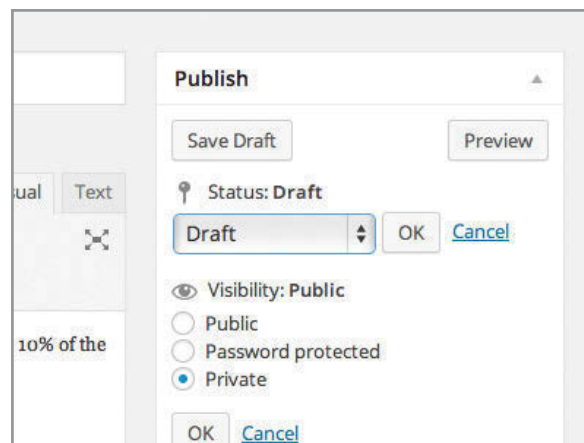 Publish
Save Draft Preview
ual Text
Status: Draft
Draft OK Cancel
Visibility: Public
Public
10% of the
Password protected
Private
OK Cancel